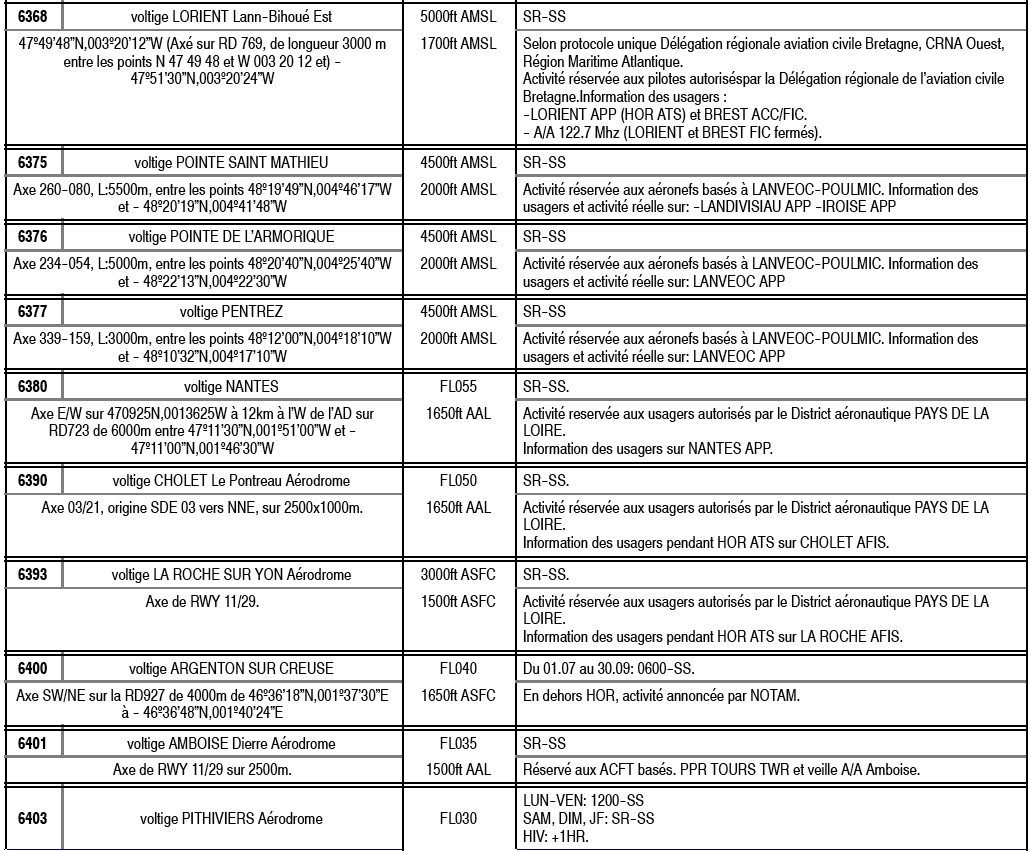 6368 voltige LORIENT Lann-Bihoué Est 5000ft AMSL SR-SS
47º49'48"N,003º20'12"W (Axé sur RD 769, de longueur 3000 m 1700ft AMSL Selon protocole unique Délégation régionale aviation civile Bretagne, CRNA Ouest,
entre les points N 47 49 48 et W 003 20 12 et) - Région Maritime Atlantique.
47º51'30"N,003º20'24"W Activité réservée aux pilotes autoriséspar la Délégation régionale de l'aviation civile
Bretagne.Information des usagers :
-LORIENT APP (HOR ATS) et BREST ACC/FIC.
- A/A 122.7 Mhz (LORIENT et BREST FIC fermés).
6375 voltige POINTE SAINT MATHIEU 4500ft AMSL SR-SS
Axe 260-080, L:5500m, entre les points 48º19'49"N,004º46'17"W 2000ft AMSL Activité réservée aux aéronefs basés à LANVEOC-POULMIC. Information des
et - 48º20'19"N,004º41'48"W usagers et activité réelle sur: -LANDIVISIAU APP -IROISE APP
6376 voltige POINTE DE L'ARMORIQUE 4500ft AMSL SR-SS
Axe 234-054, L:5000m, entre les points 48º20'40"N,004º25'40"W 2000ft AMSL Activité réservée aux aéronefs basés à LANVEOC-POULMIC. Information des
et - 48º22'13"N,004º22'30"W usagers et activité réelle sur: LANVEOC APP
6377 voltige PENTREZ 4500ft AMSL SR-SS
Axe 339-159, L:3000m, entre les points 48º12'00"N,004º18'10"W 2000ft AMSL Activité réservée aux aéronefs basés à LANVEOC-POULMIC. Information des
et - 48º10'32"N,004º17'10"W usagers et activité réelle sur: LANVEOC APP
6380 voltige NANTES FL055 SR-SS.
Axe E/W sur 470925N,0013625W à 12km à l'W de l'AD sur 1650ft AAL Activité reservée aux usagers autorisés par le District aéronautique PAYS DE LA
RD723 de 6000m entre 47º11'30"N,001º51'00"W et - LOIRE.
47º11'00"N,001º46'30"W Information des usagers sur NANTES APP.
6390 voltige CHOLET Le Pontreau Aérodrome FL050 SR-SS.
Axe 03/21, origine SDE 03 vers NNE, sur 2500x1000m. 1650ft AAL Activité réservée aux usagers autorisés par le District aéronautique PAYS DE LA
LOIRE.
Information des usagers pendant HOR ATS sur CHOLET AFIS.
6393 voltige LA ROCHE SUR YON Aérodrome 3000ft ASFC SR-SS.
Axe de RWY 11/29. 1500ft ASFC Activité réservée aux usagers autorisés par le District aéronautique PAYS DE LA
LOIRE.
Information des usagers pendant HOR ATS sur LA ROCHE AFIS.
6400 voltige ARGENTON SUR CREUSE FL040 Du 01.07 au 30.09: 0600-SS.
Axe SW/NE sur la RD927 de 4000m de 46º36'18"N,001º37'30"E 1650ft ASFC En dehors HOR, activité annoncée par NOTAM.
à - 46º36'48"N,001º40'24"E
6401 voltige AMBOISE Dierre Aérodrome FL035 SR-SS
Axe de RWY 11/29 sur 2500m. 1500ft AAL Réservé aux ACFT basés. PPR TOURS TWR et veille A/A Amboise.
LUN-VEN: 1200-SS
6403 voltige PITHIVIERS Aérodrome FL030 SAM, DIM, JF: SR-SS
HIV: +1HR.